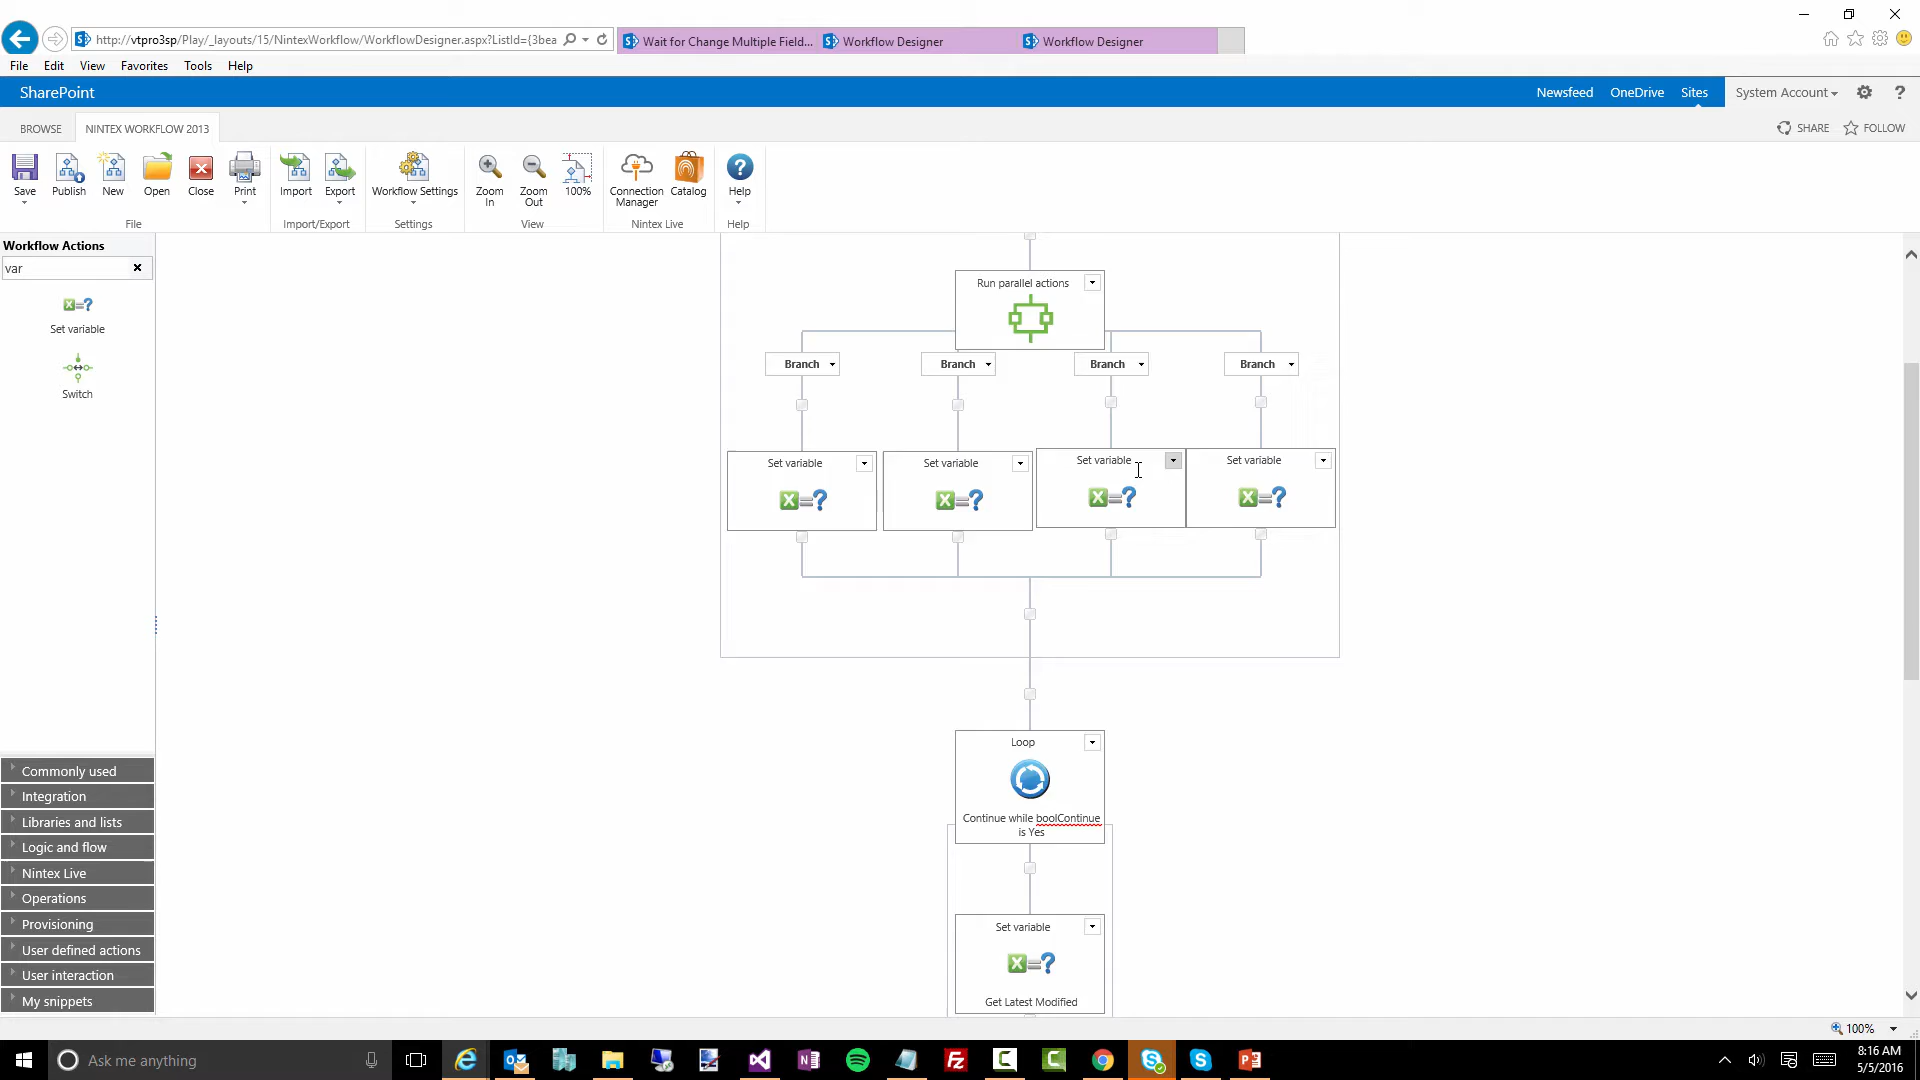 http://vtpro3sp/Play/_layouts/15/NintexWorkflow/WorkflowDesigner.aspx?ListId={3bea
Wait for Change Multiple Field...
Workflow Designer
Workflow Designer
File Edit View Favorites Tools Help
SharePoint
Newsfeed OneDrive Sites System Account ?
BROWSE NINTEX WORKFLOW 2013
SHARE FOLLOW
Save Publish New Open Close Print Import Export Workflow Settings Zoom In Zoom Out 100% Connection Manager Catalog Help
File Import/Export Settings View Nintex Live Help
Workflow Actions
var
Set variable
Switch
Commonly used
Integration
Libraries and lists
Logic and flow
Nintex Live
Operations
Provisioning
User defined actions
User interaction
My snippets
Run parallel actions
Branch Branch Branch Branch
Set variable Set variable Set variable Set variable
X=? X=? X=? X=?
Loop
Continue while boolContinue
is Yes
Set variable
X=?
Get Latest Modified
100%
Ask me anything
8:16 AM
5/5/2016